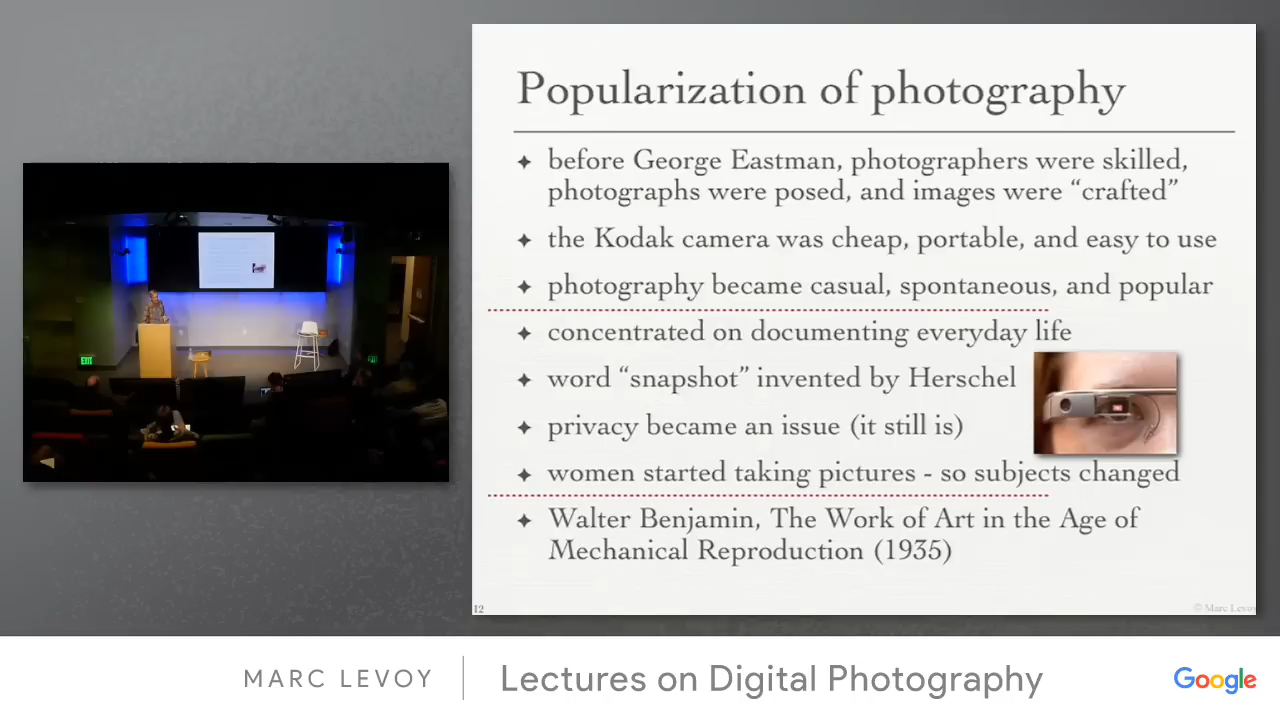 Popularization of photography
✦ before George Eastman, photographers were skilled,
photographs were posed, and images were “crafted”
✦ the Kodak camera was cheap, portable, and easy to use
✦ photography became casual, spontaneous, and popular
✦ concentrated on documenting everyday life
✦ word “snapshot” invented by Herschel
✦ privacy became an issue (it still is)
✦ women started taking pictures - so subjects changed
✦ Walter Benjamin, The Work of Art in the Age of
Mechanical Reproduction (1935)
12
© Marc Levoy
EXIT
MARC LEVOY
Lectures on Digital Photography
Google